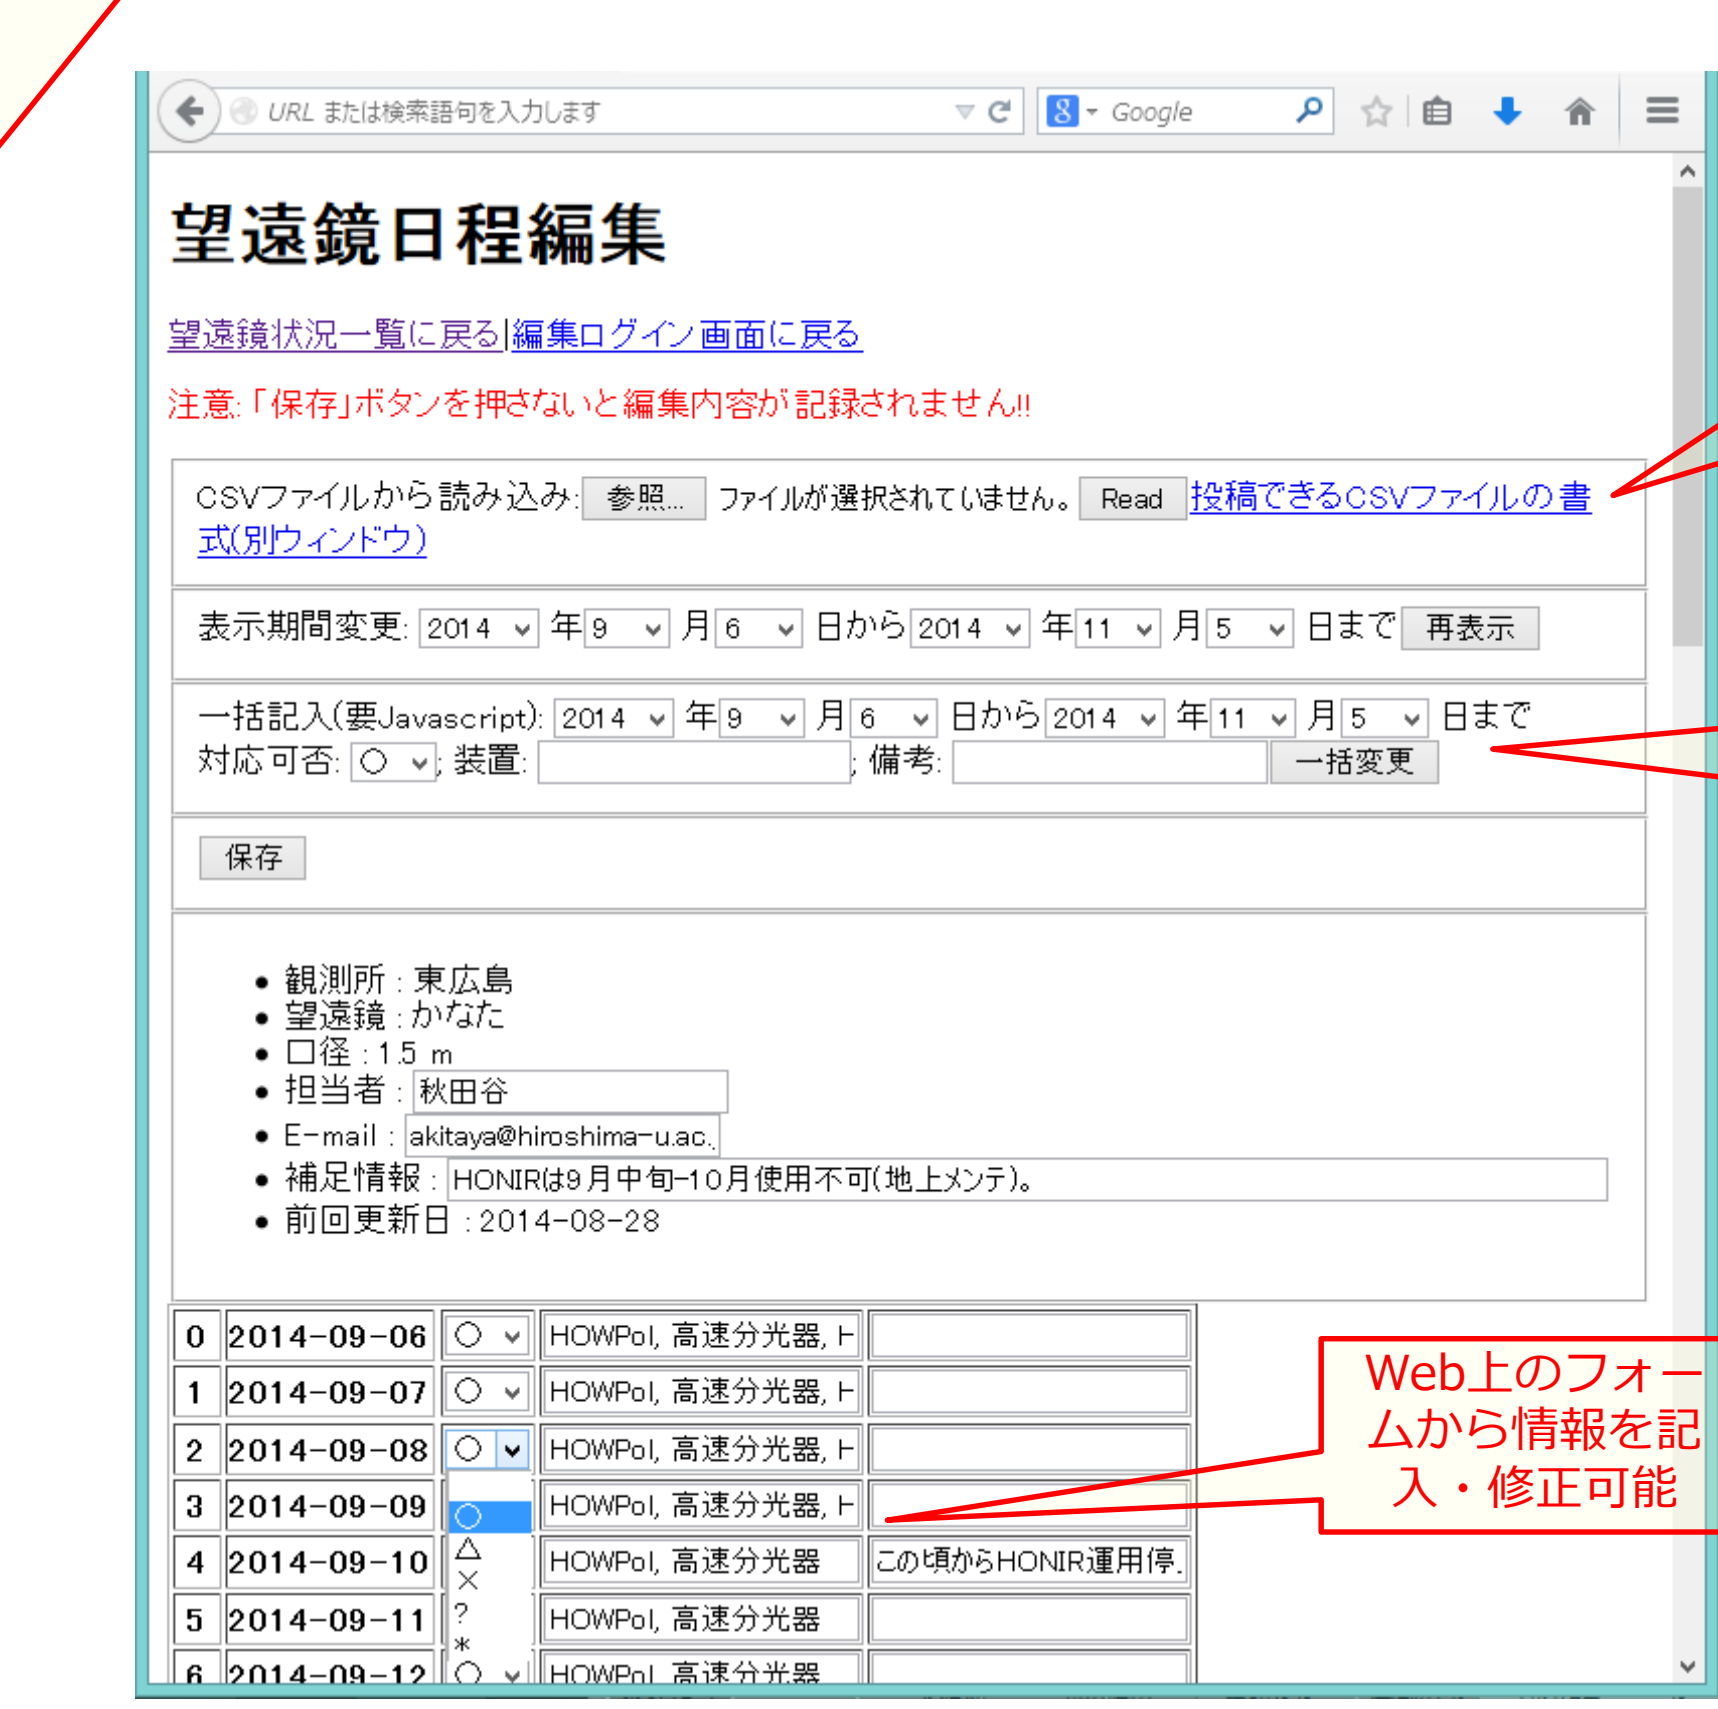 URL または検索語句を入力します
Google
望遠鏡日程編集
望遠鏡状況一覧に戻る|編集ログイン画面に戻る
注意:「保存」ボタンを押さないと編集内容が記録されません!!
CSVファイルから読み込み: 参照... ファイルが選択されていません。 Read 投稿できるCSVファイルの書
式(別ウィンドウ)
表示期間変更: 2014 年 9 月 6 日から 2014 年 11 月 5 日まで 再表示
一括記入(要Javascript): 2014 年 9 月 6 日から 2014 年 11 月 5 日まで
対応可否: ○ ; 装置: ; 備考: 一括変更
保存
• 観測所 : 東広島
• 望遠鏡 : かなた
• 口径 : 1.5 m
• 担当者 : 秋田谷
• E-mail : akitaya@hiroshima-u.ac.
• 補足情報 : HONIRは9月中旬-10月使用不可(地上メンテ)。
• 前回更新日 : 2014-08-28
0 2014-09-06 ○ HOWPol, 高速分光器, H
1 2014-09-07 ○ HOWPol, 高速分光器, H
2 2014-09-08 ○ HOWPol, 高速分光器, H
3 2014-09-09 ○ HOWPol, 高速分光器, H
4 2014-09-10 △ HOWPol, 高速分光器 この頃からHONIR運用停
×
5 2014-09-11 ? HOWPol, 高速分光器
*
6 2014-09-12 ○ HOWPol, 高速分光器
Web上のフォー
ムから情報を記
入・修正可能